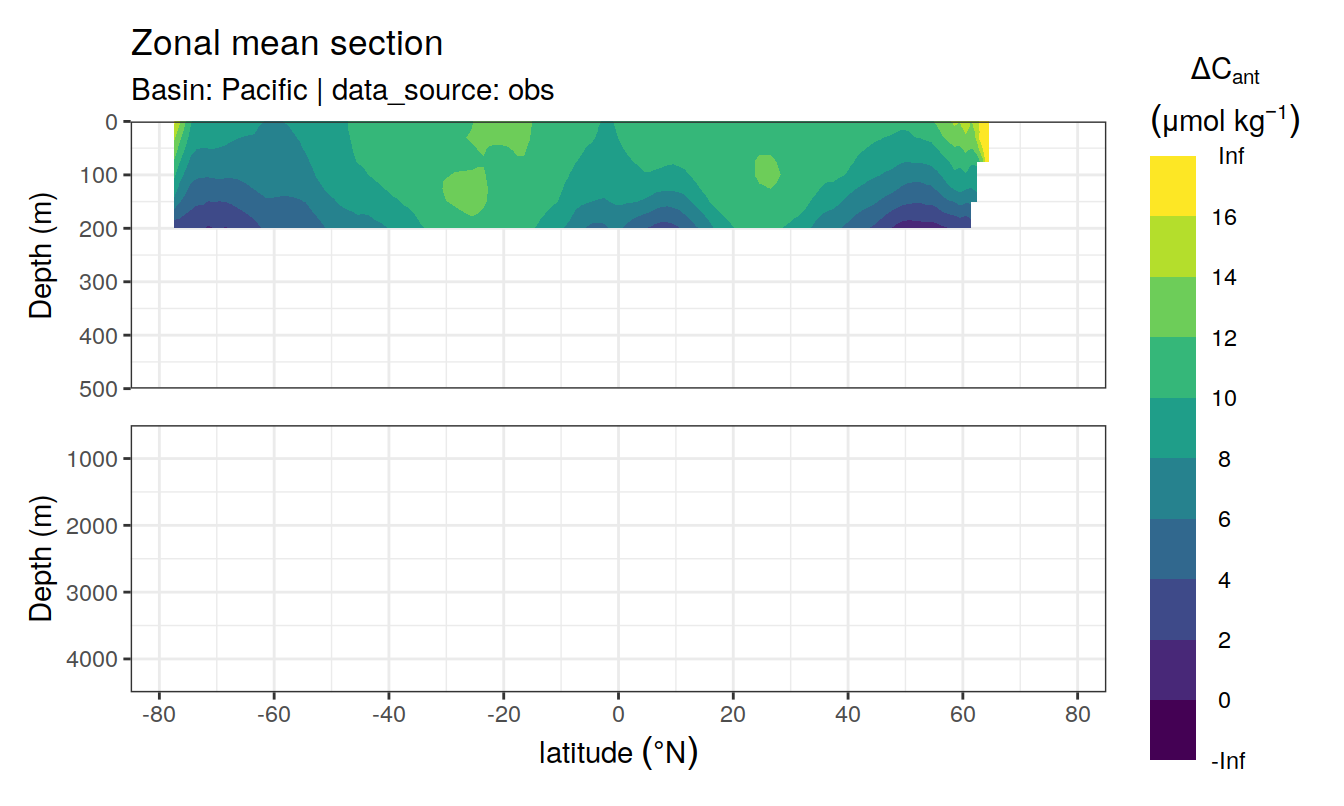 Zonal mean section
Basin: Pacific | data_source: obs
ΔCant
(μmol kg⁻¹)
Inf
16
14
12
10
8
6
4
2
0
-Inf
Depth (m)
0
100
200
300
400
500
Depth (m)
1000
2000
3000
4000
-80 -60 -40 -20 0 20 40 60 80
latitude (°N)